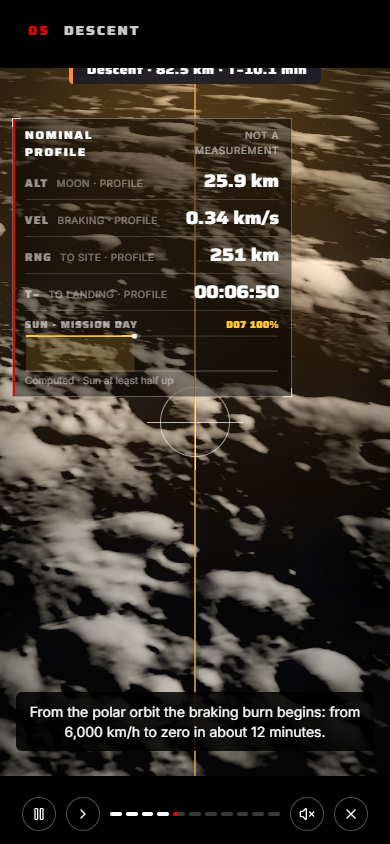 05 DESCENT
Descent · 82.5 km · T-10.1 min
NOMINAL PROFILE
NOT A MEASUREMENT
ALT MOON · PROFILE 25.9 km
VEL BRAKING · PROFILE 0.34 km/s
RNG TO SITE · PROFILE 251 km
T- TO LANDING · PROFILE 00:06:50
SUN · MISSION DAY D07 100%
Computed · Sun at least half up
From the polar orbit the braking burn begins: from
6,000 km/h to zero in about 12 minutes.